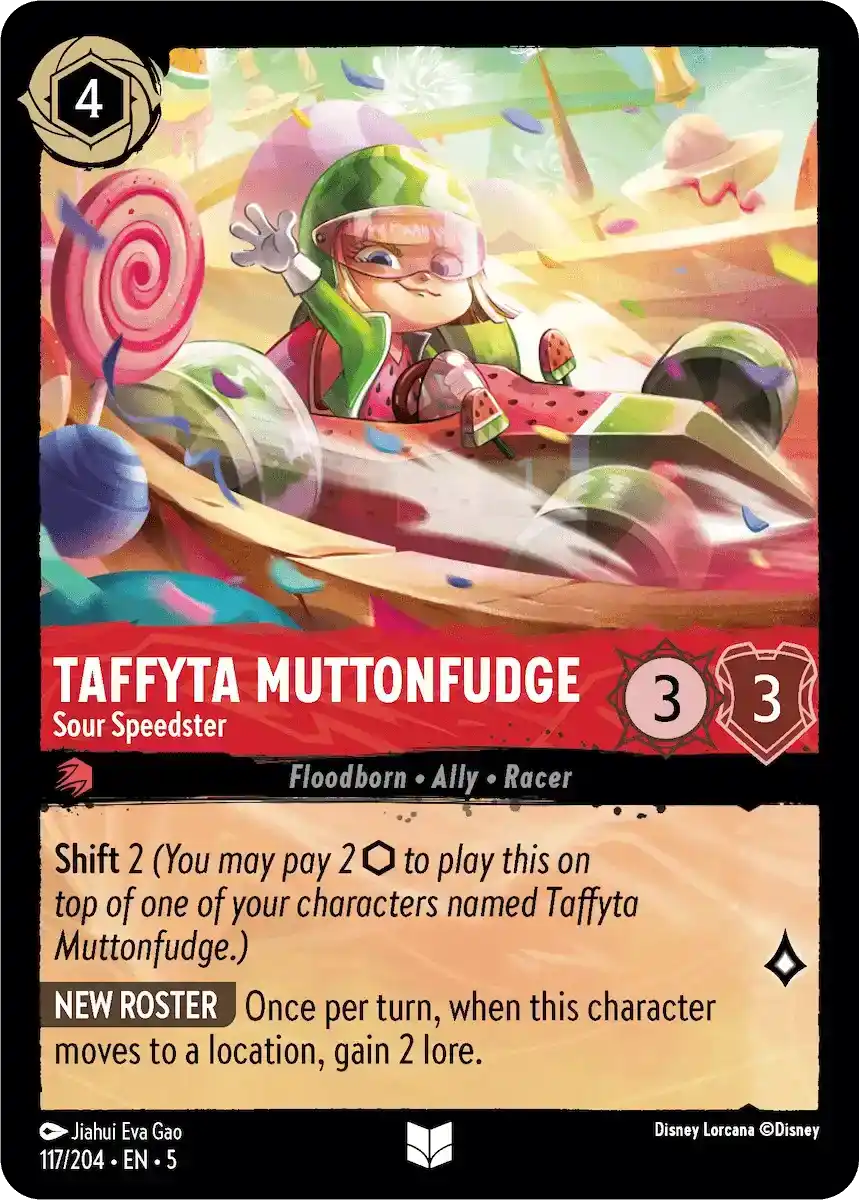 4
TAFFYTA MUTTONFUDGE
Sour Speedster
3
3
Floodborn • Ally • Racer
Shift 2 (You may pay 2 ⬡ to play this on
top of one of your characters named Taffyta
Muttonfudge.)
NEW ROSTER Once per turn, when this character
moves to a location, gain 2 lore.
Jiahui Eva Gao
117/204 • EN • 5
Disney Lorcana ©Disney